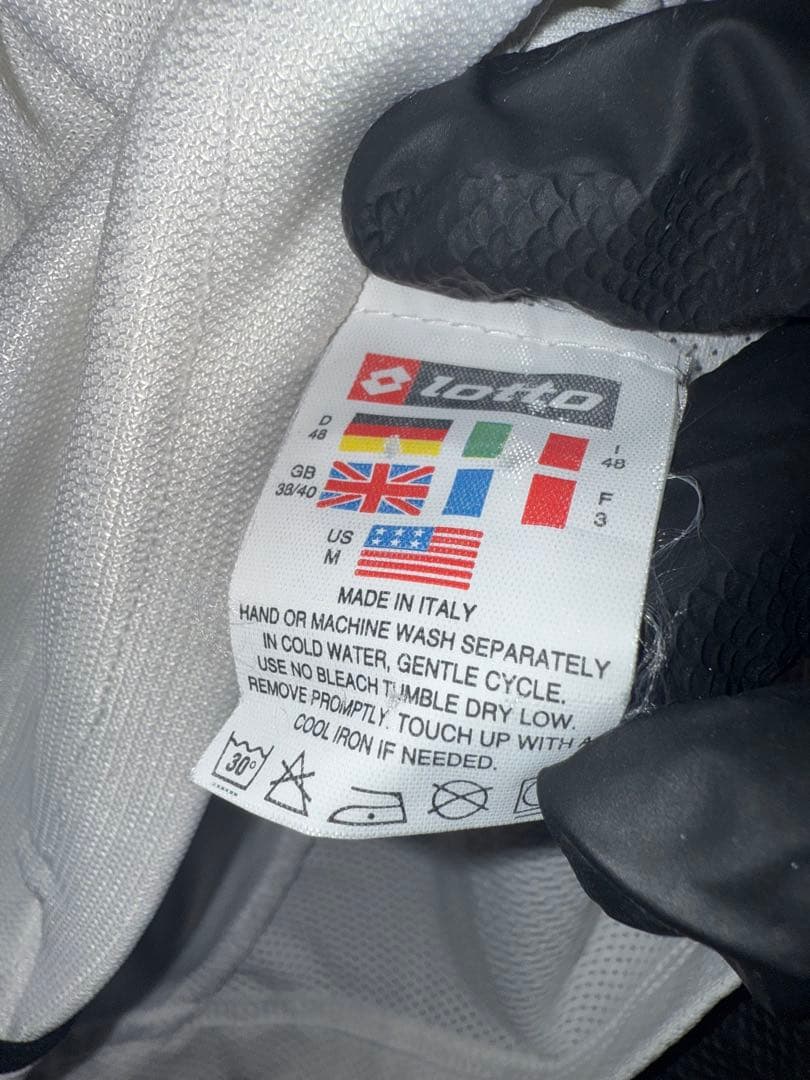 lotto
D
48
I
48
GB
38/40
F
3
US
M
MADE IN ITALY
HAND OR MACHINE WASH SEPARATELY
IN COLD WATER, GENTLE CYCLE.
USE NO BLEACH TUMBLE DRY LOW.
REMOVE PROMPTLY. TOUCH UP WITH A
COOL IRON IF NEEDED.
30°